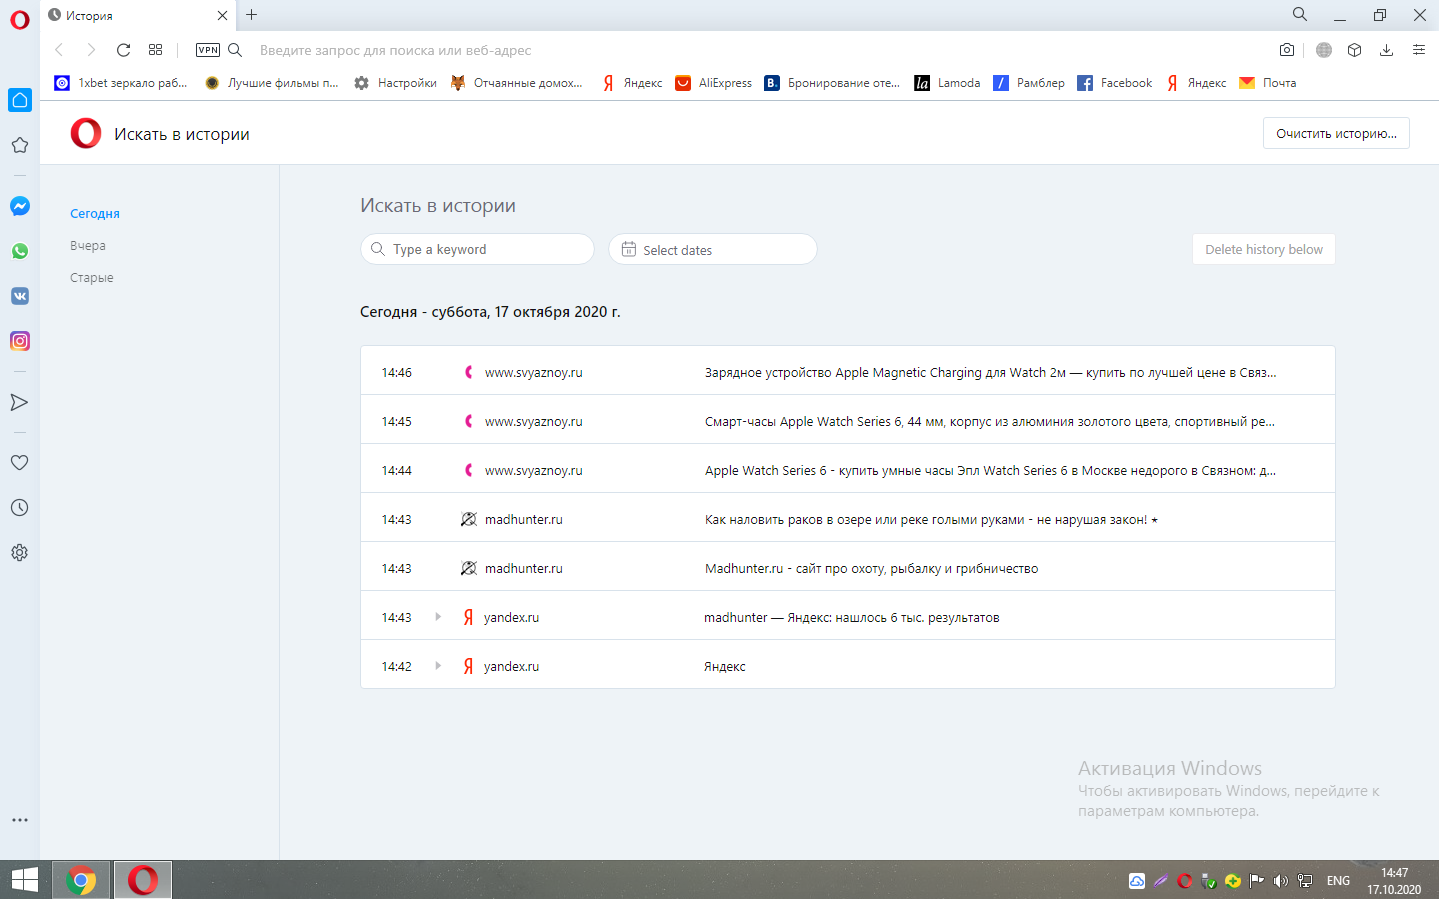 История
VPN
Введите запрос для поиска или веб-адрес
1xbet зеркало раб...
Лучшие фильмы п...
Настройки
Отчаянные домох...
Яндекс
AliExpress
B. Бронирование оте...
la Lamoda
Рамблер
Facebook
Яндекс
Почта
Искать в истории
Очистить историю...
Сегодня
Вчера
Старые
Искать в истории
Type a keyword
Select dates
Delete history below
Сегодня - суббота, 17 октября 2020 г.
14:46 www.svyaznoy.ru Зарядное устройство Apple Magnetic Charging для Watch 2м — купить по лучшей цене в Связ...
14:45 www.svyaznoy.ru Смарт-часы Apple Watch Series 6, 44 мм, корпус из алюминия золотого цвета, спортивный ре...
14:44 www.svyaznoy.ru Apple Watch Series 6 - купить умные часы Эпл Watch Series 6 в Москве недорого в Связном: д...
14:43 madhunter.ru Как наловить раков в озере или реке голыми руками - не нарушая закон! ⋆
14:43 madhunter.ru Madhunter.ru - сайт про охоту, рыбалку и грибничество
14:43 Я yandex.ru madhunter — Яндекс: нашлось 6 тыс. результатов
14:42 Я yandex.ru Яндекс
Активация Windows
Чтобы активировать Windows, перейдите к
параметрам компьютера.
ENG
14:47
17.10.2020